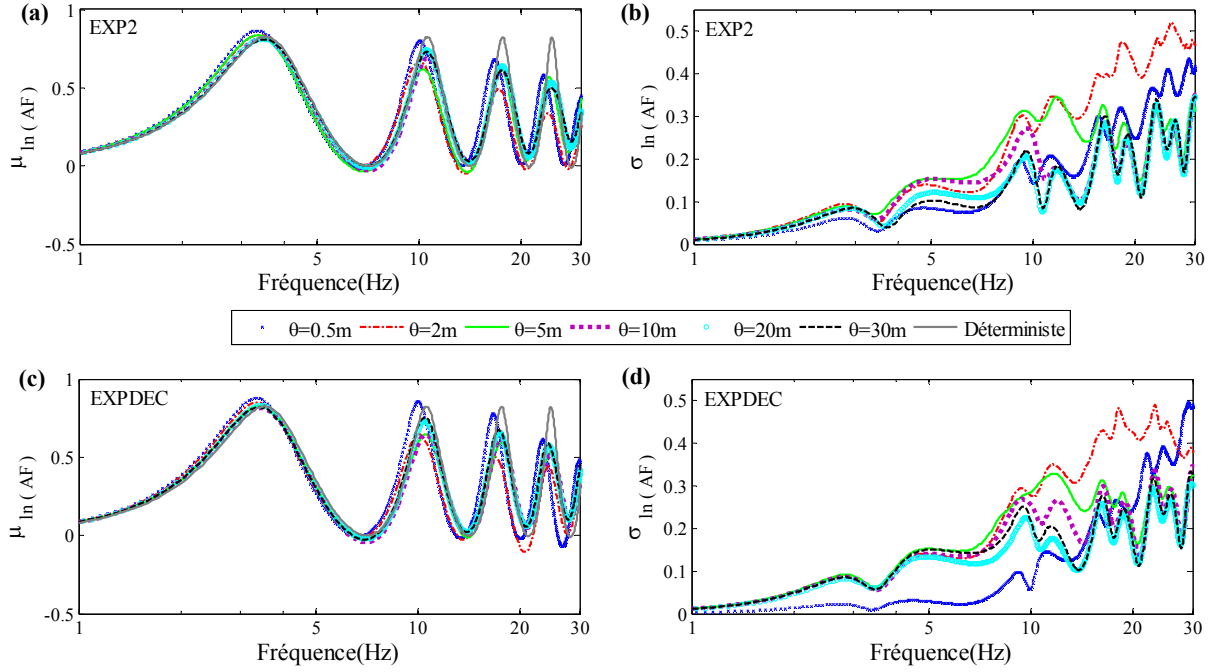 (a)
EXP2
1
0.5
0
-0.5
μ ln ( AF )
1
5
10
20
30
Fréquence(Hz)
(b)
EXP2
0.5
0.4
0.3
0.2
0.1
0
σ ln ( AF )
1
5
10
20
30
Fréquence(Hz)
θ=0.5m θ=2m θ=5m θ=10m θ=20m θ=30m Déterministe
(c)
EXPDEC
1
0.5
0
-0.5
μ ln ( AF )
1
5
10
20
30
Fréquence(Hz)
(d)
EXPDEC
0.5
0.4
0.3
0.2
0.1
0
σ ln ( AF )
1
5
10
20
30
Fréquence(Hz)